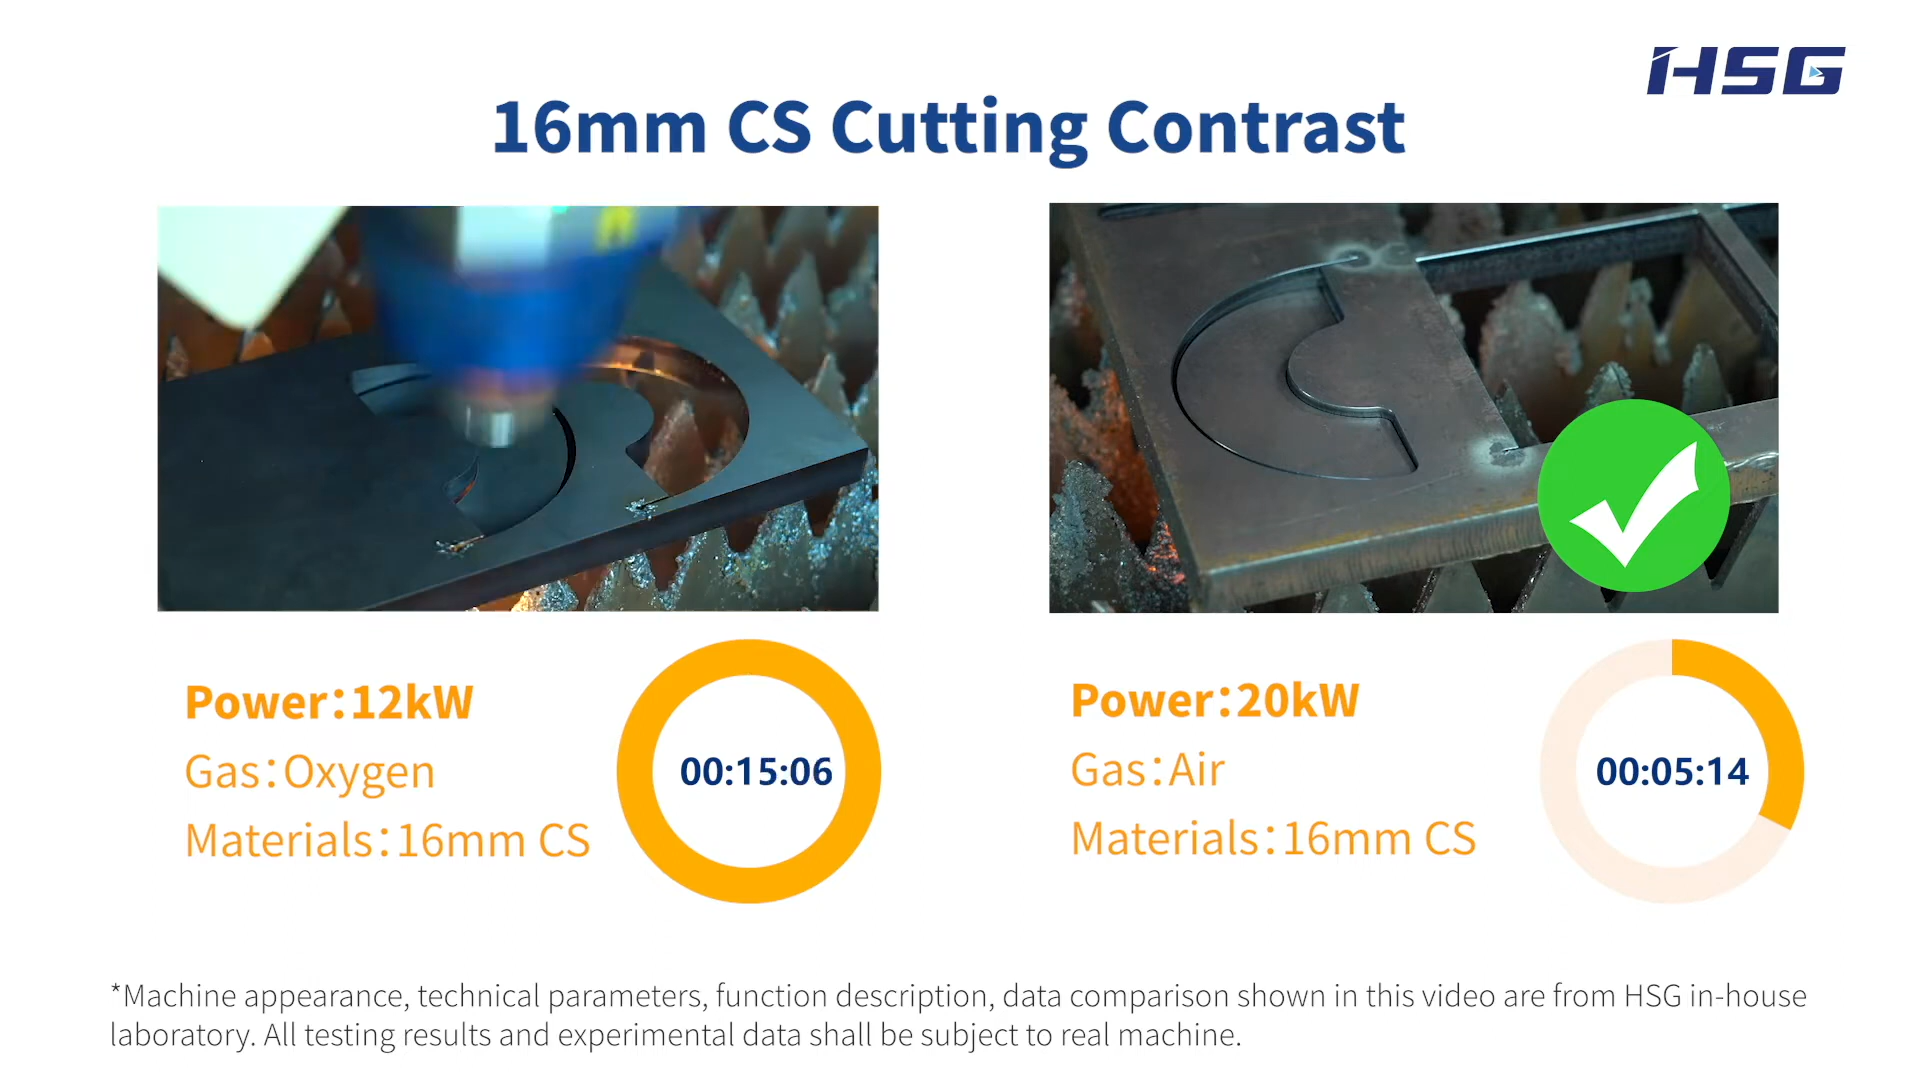 HSG
16mm CS Cutting Contrast
Power:12kW
Gas:Oxygen
Materials:16mm CS
00:15:06
Power:20kW
Gas:Air
Materials:16mm CS
00:05:14
*Machine appearance, technical parameters, function description, data comparison shown in this video are from HSG in-house
laboratory. All testing results and experimental data shall be subject to real machine.